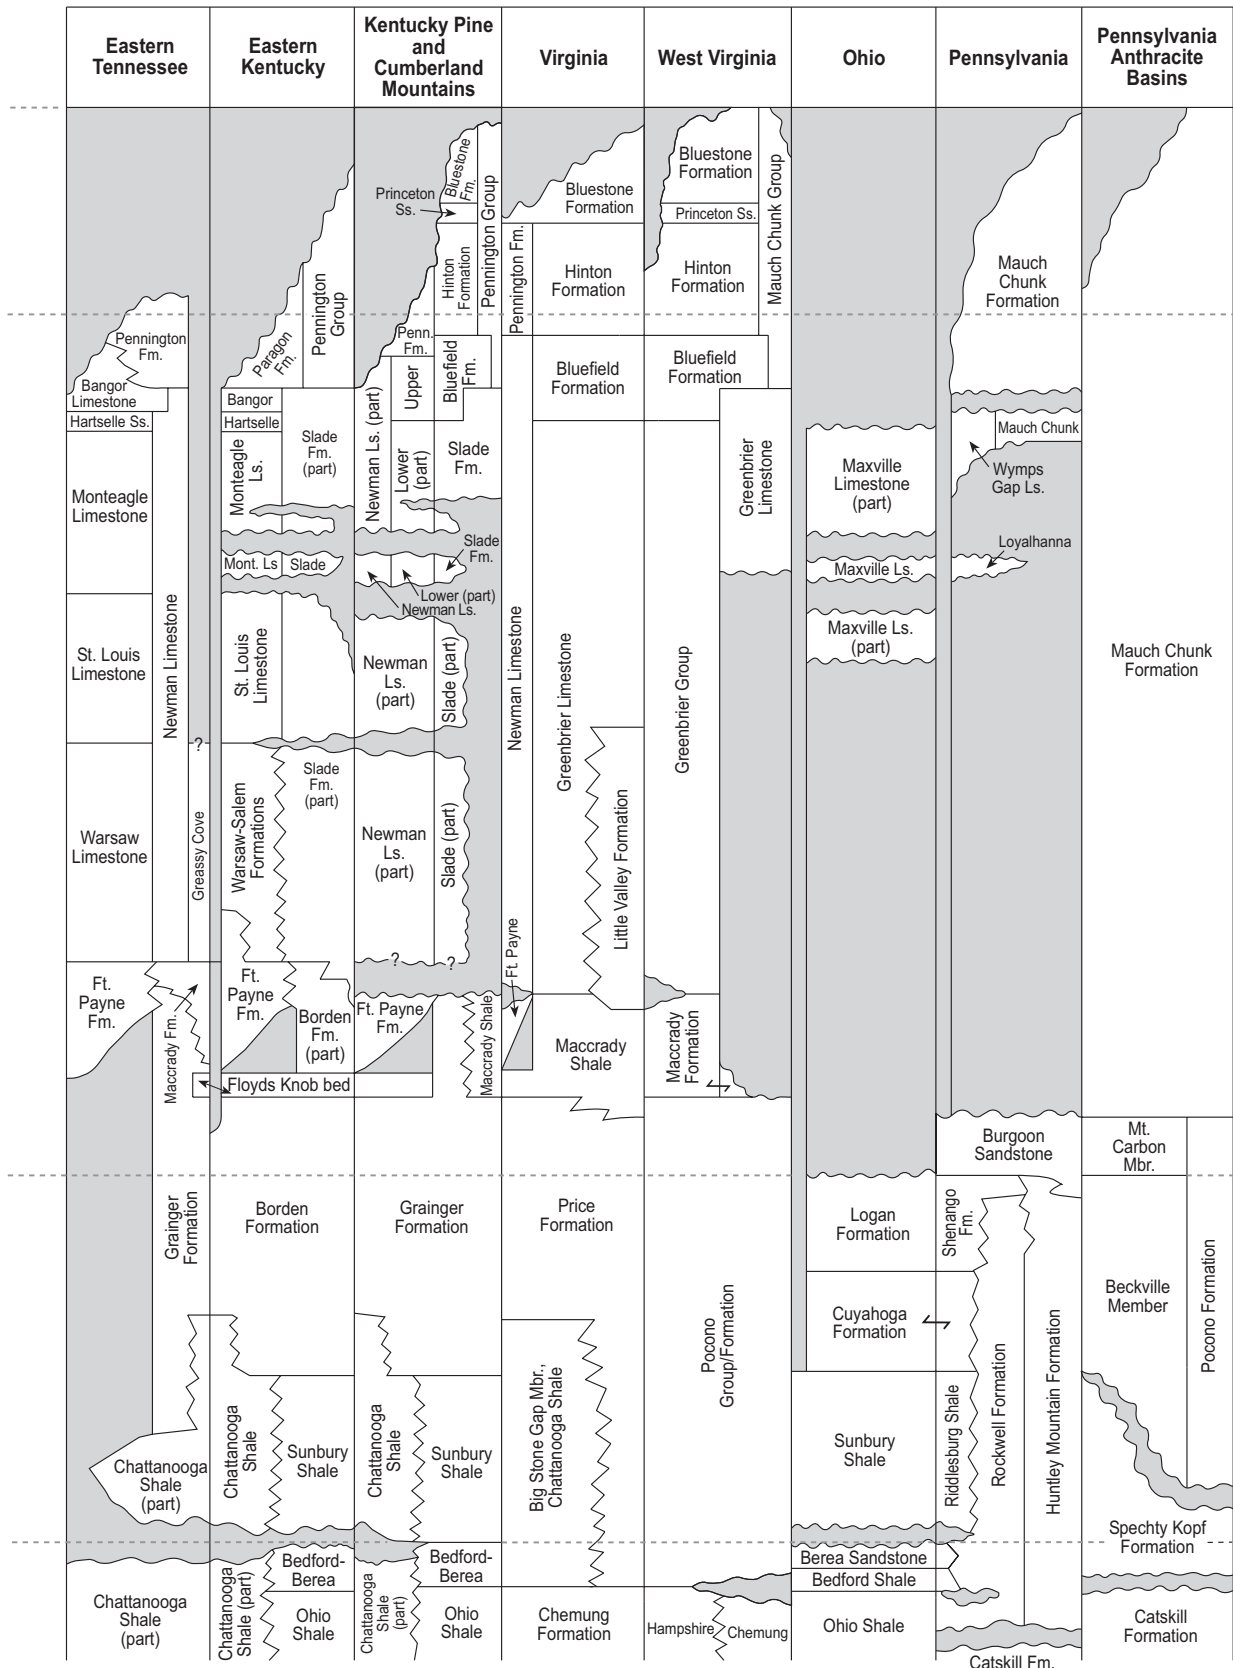 Eastern
Tennessee
Eastern
Kentucky
Kentucky Pine
and
Cumberland
Mountains
Virginia
West Virginia
Ohio
Pennsylvania
Pennsylvania
Anthracite
Basins
Pennington
Fm.
Bangor
Limestone
Hartselle Ss.
Monteagle
Limestone
St. Louis
Limestone
Newman Limestone
?
Warsaw
Limestone
Greassy Cove
Ft.
Payne
Fm.
Maccrady Fm.
Grainger
Formation
Chattanooga
Shale
(part)
Chattanooga
Shale
(part)
Paragon
Fm.
Pennington
Group
Bangor
Hartselle
Monteagle
Ls.
Slade
Fm.
(part)
Mont. Ls
Slade
St. Louis
Limestone
Warsaw-Salem
Formations
Slade
Fm.
(part)
Ft.
Payne
Fm.
Borden
Fm.
(part)
Floyds Knob bed
Borden
Formation
Chattanooga
Shale
Sunbury
Shale
Bedford-
Berea
Chattanooga
Shale (part)
Ohio
Shale
Princeton
Ss.
Bluestone
Fm.
Pennington Group
Hinton
Formation
Penn.
Fm.
Upper
Bluefield
Fm.
Newman Ls. (part)
Lower
(part)
Slade
Fm.
Slade
Fm.
Lower (part)
Newman Ls.
Newman
Ls.
(part)
Slade (part)
Newman
Ls.
(part)
Slade (part)
?
?
Ft. Payne
Fm.
Maccrady Shale
Grainger Formation
Chattanooga
Shale
Sunbury
Shale
Bedford-
Berea
Chattanooga
Shale
(part)
Ohio
Shale
Bluestone
Formation
Pennington Fm.
Hinton
Formation
Bluefield
Formation
Newman Limestone
Greenbrier Limestone
Little Valley Formation
Ft. Payne
Maccrady
Shale
Price
Formation
Big Stone Gap Mbr.,
Chattanooga Shale
Chemung
Formation
Bluestone
Formation
Princeton Ss.
Hinton
Formation
Mauch Chunk Group
Bluefield
Formation
Greenbrier
Limestone
Greenbrier Group
Maccrady
Formation
Pocono
Group/Formation
Hampshire
Chemung
Maxville
Limestone
(part)
Maxville Ls.
Maxville Ls.
(part)
Logan
Formation
Cuyahoga
Formation
Sunbury
Shale
Berea Sandstone
Bedford Shale
Ohio Shale
Mauch
Chunk
Formation
Mauch Chunk
Wymps
Gap Ls.
Loyalhanna
Burgoon
Sandstone
Shenango
Fm.
Riddlesburg Shale
Rockwell Formation
Huntley Mountain Formation
Catskill Fm.
Mauch Chunk
Formation
Mt.
Carbon
Mbr.
Beckville
Member
Pocono Formation
Spechty Kopf
Formation
Catskill
Formation